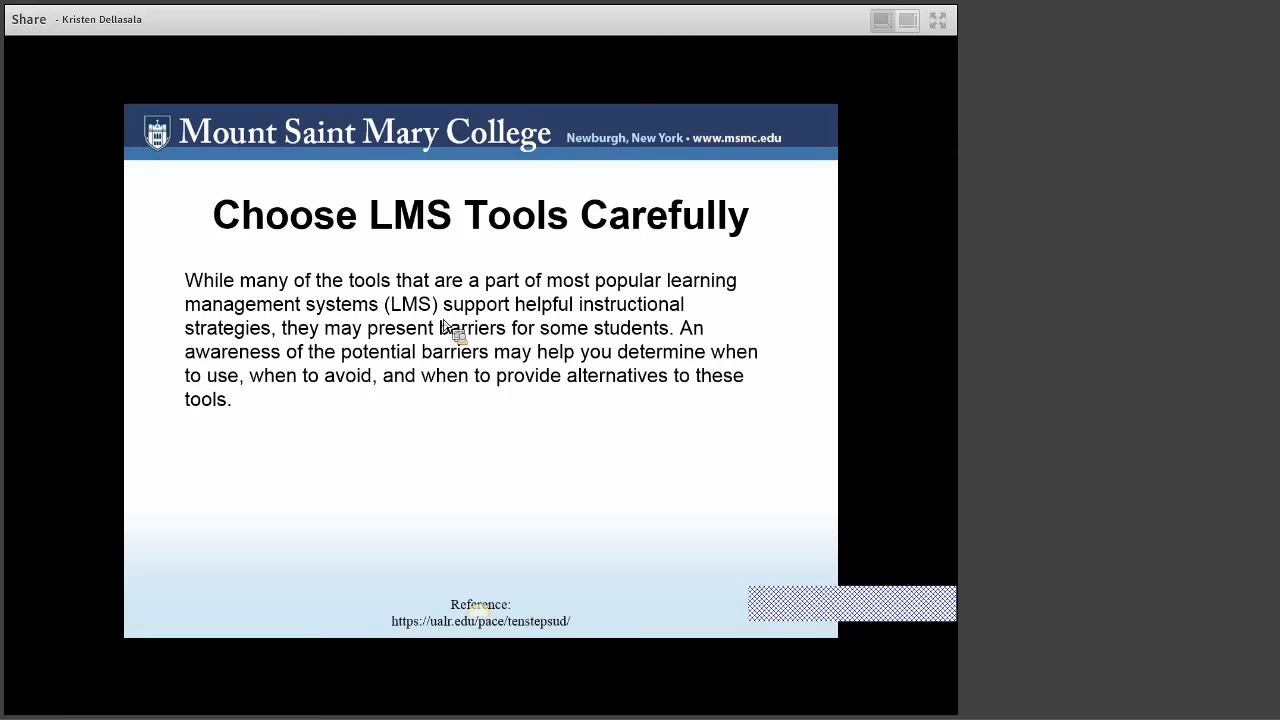 Share - Kristen Dellasala
Mount Saint Mary College Newburgh, New York • www.msmc.edu
Choose LMS Tools Carefully
While many of the tools that are a part of most popular learning
management systems (LMS) support helpful instructional
strategies, they may present barriers for some students. An
awareness of the potential barriers may help you determine when
to use, when to avoid, and when to provide alternatives to these
tools.
Reference:
https://ualr.edu/pace/tenstepsud/